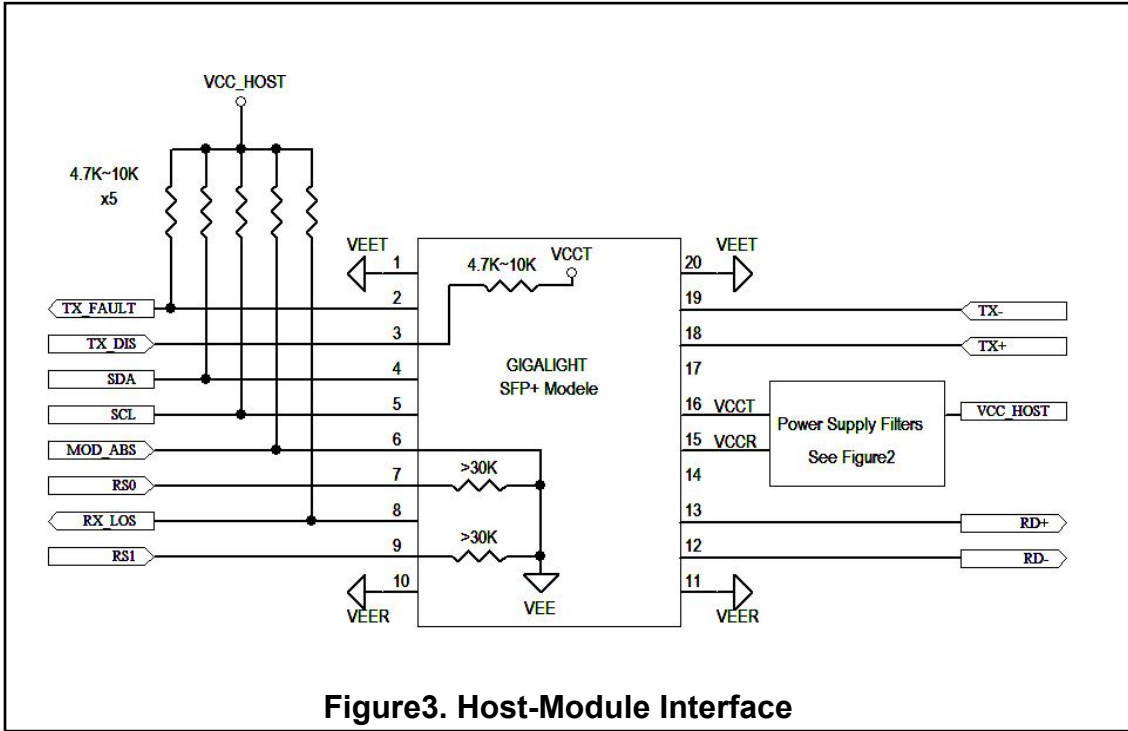 VCC_HOST
4.7K~10K
x5
VEET
1
4.7K~10K
VCCT
20
VEET
TX_FAULT
2
19
TX-
TX_DIS
3
18
TX+
SDA
4
GIGALIGHT
SFP+ Modele
17
SCL
5
16
VCCT
Power Supply Filters
See Figure2
VCC_HOST
MOD_ABS
6
15
VCCR
RS0
7
>30K
14
RX_LOS
8
13
RD+
RS1
9
>30K
12
RD-
10
VEER
VEE
11
VEER
Figure3. Host-Module Interface